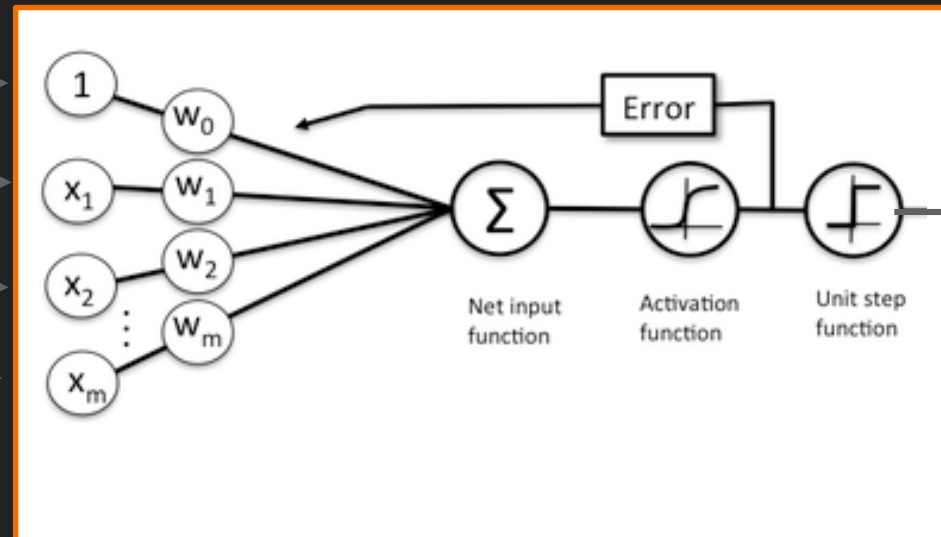 1
w₀
Error
x₁
w₁
Σ
x₂
w₂
⋮
wₘ
xₘ
Net input
function
Activation
function
Unit step
function